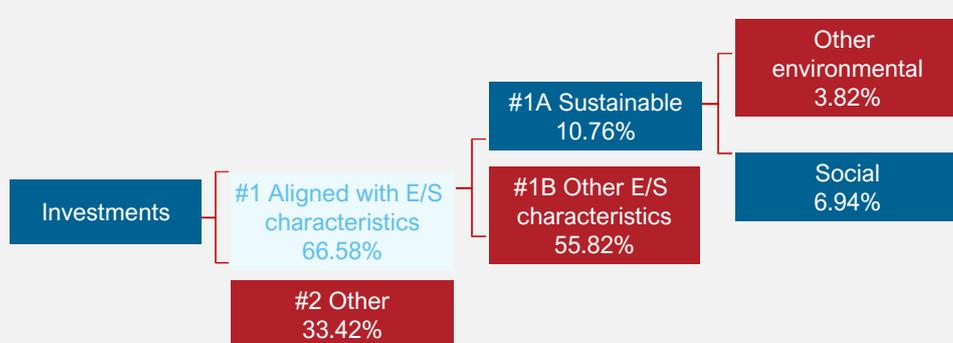 Investments
#1 Aligned with E/S
characteristics
66.58%
#2 Other
33.42%
#1A Sustainable
10.76%
#1B Other E/S
characteristics
55.82%
Other
environmental
3.82%
Social
6.94%